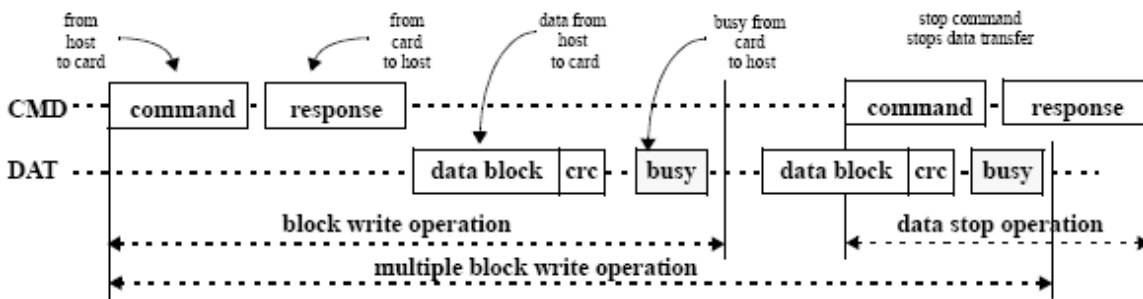 from
host
to card
from
card
to host
data from
host
to card
busy from
card
to host
stop command
stops data transfer
CMD
command
response
command
response
DAT
data block
crc
busy
data block
crc
busy
block write operation
data stop operation
multiple block write operation